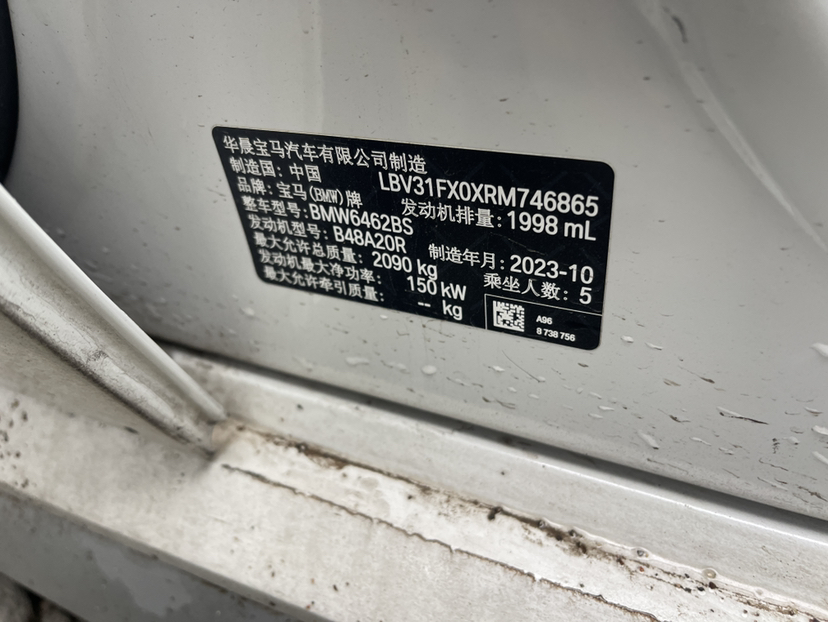 华晨宝马汽车有限公司制造
制造国: 中国 LBV31FX0XRM746865
品牌: 宝马(BMW)牌 发动机排量: 1998 mL
整车型号: BMW6462BS
发动机型号: B48A20R 制造年月: 2023-10
最大允许总质量: 2090 kg 乘坐人数: 5
发动机最大净功率: 150 kW
最大允许牵引质量: -- kg
A96
8 738 756